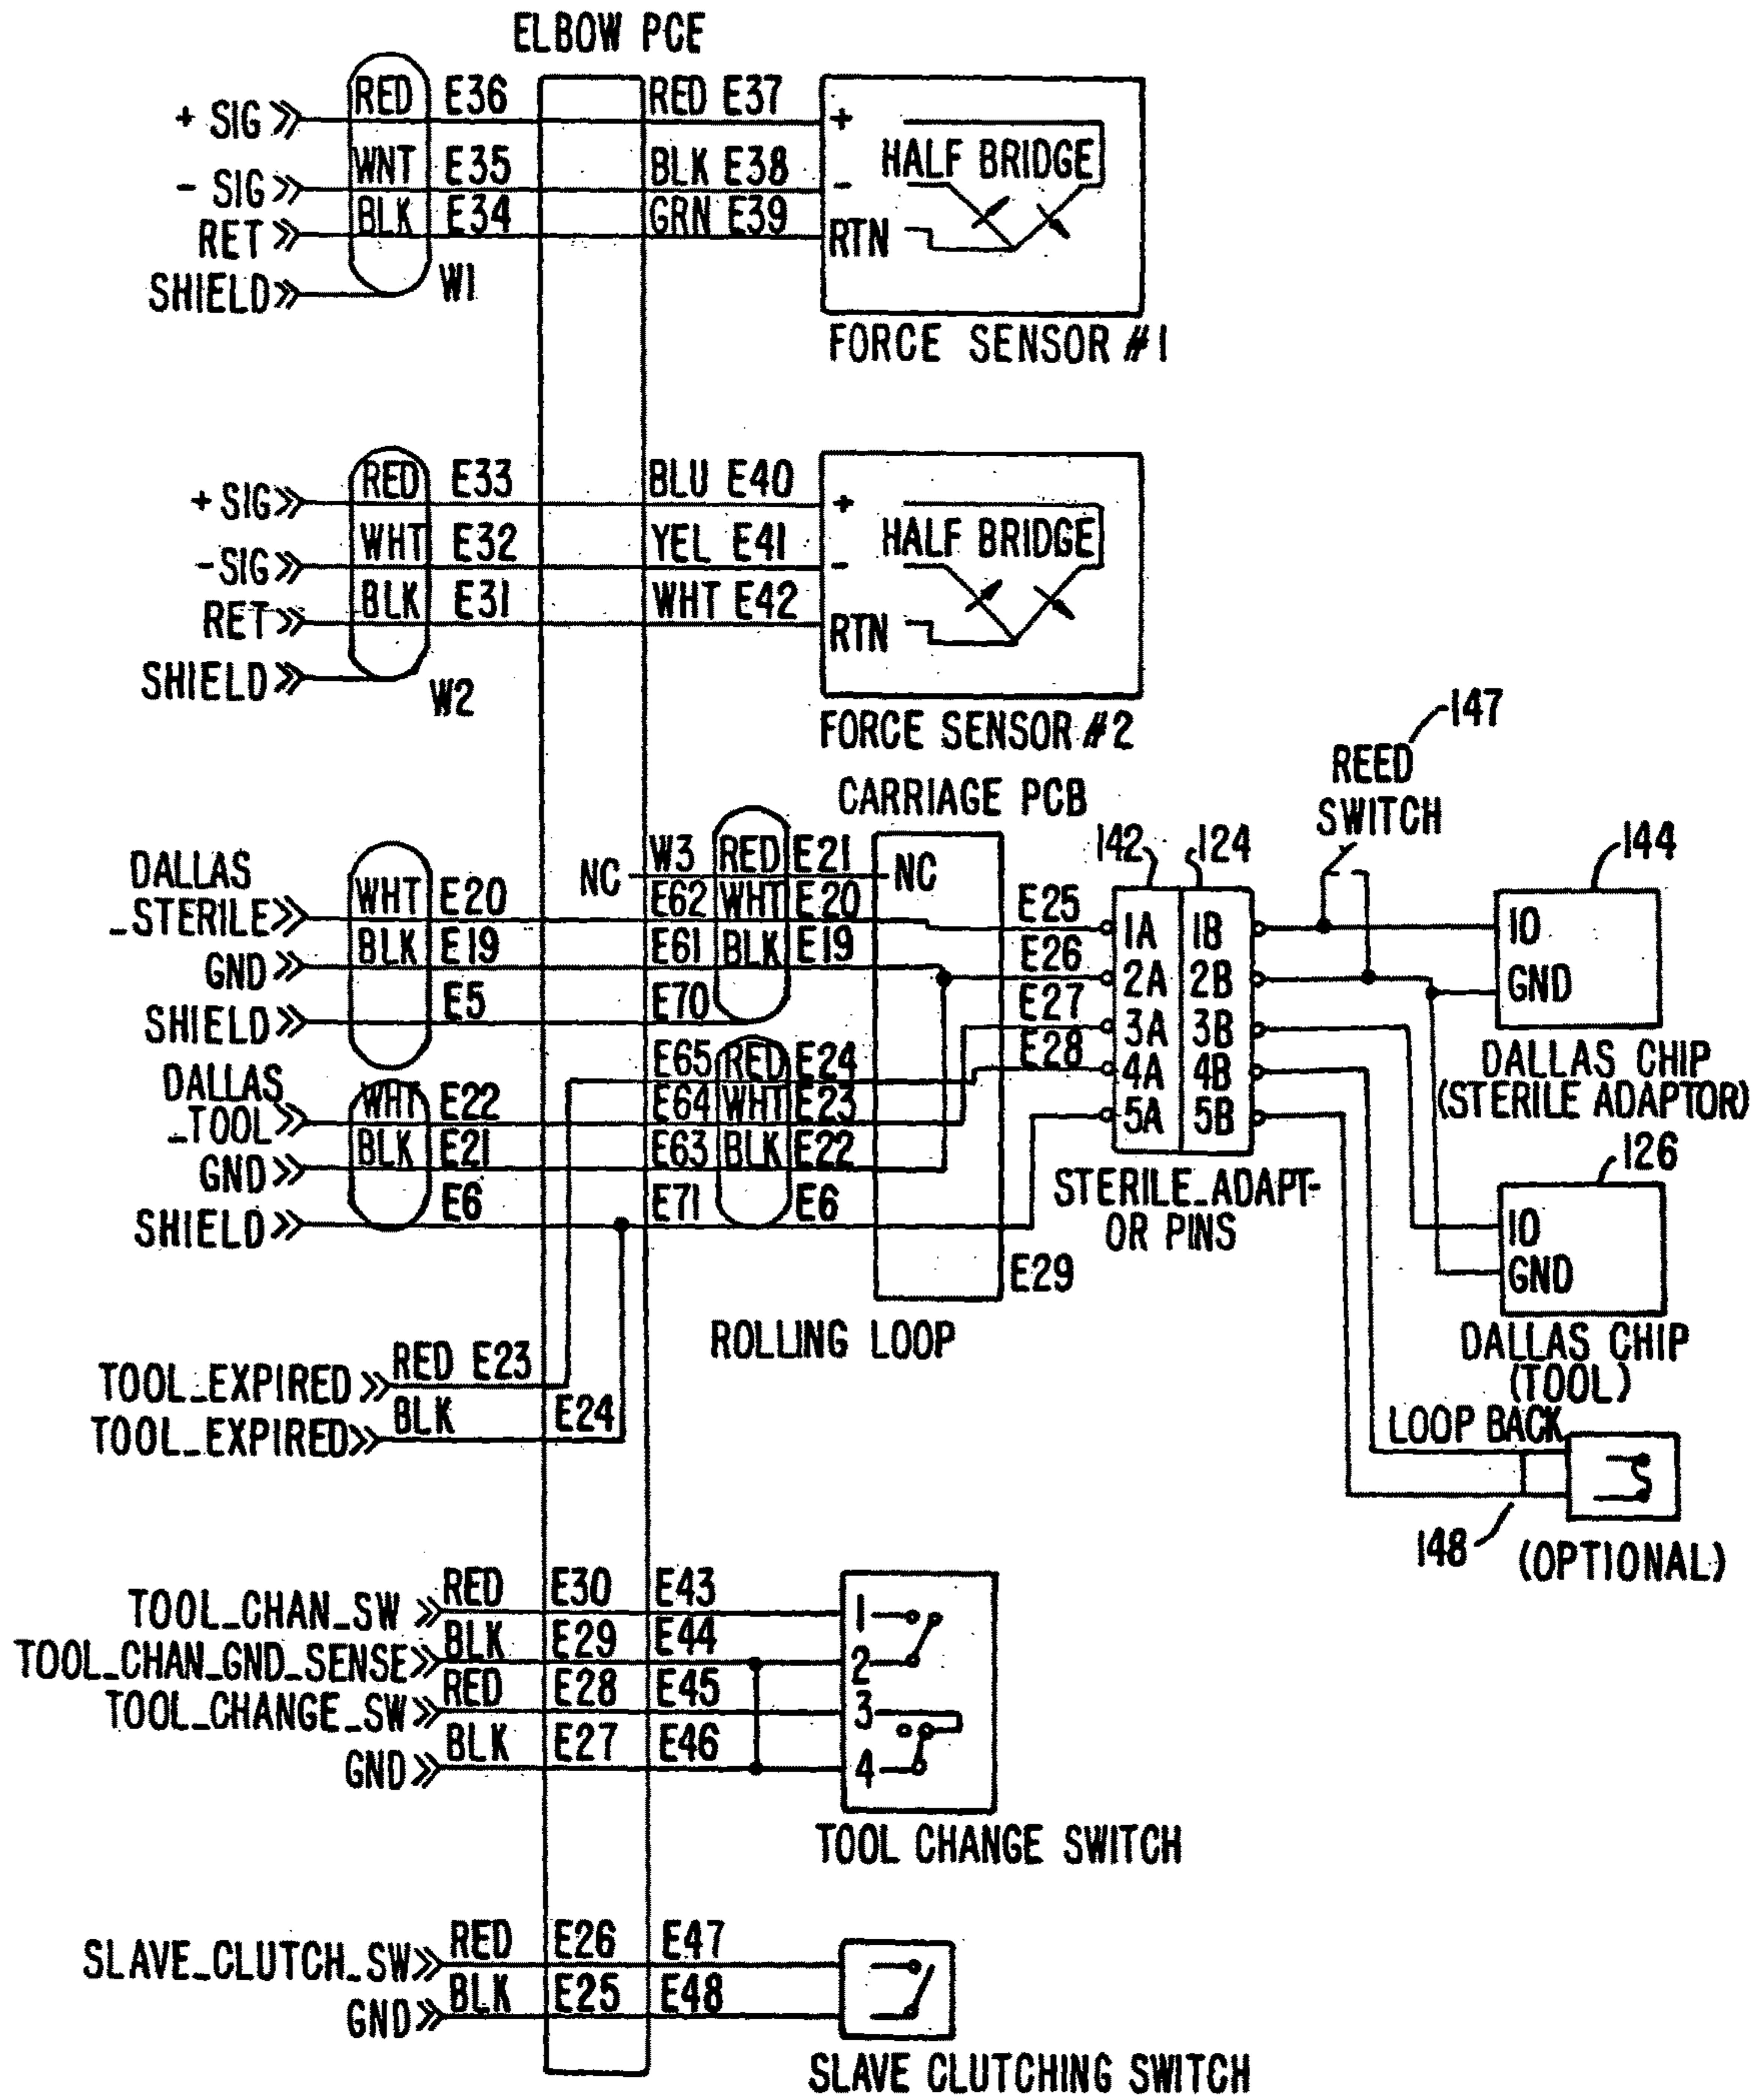 ELBOW PCE
+ SIG RED E36 RED E37 +
HALF BRIDGE
- SIG WNT E35 BLK E38 -
RET BLK E34 GRN E39 RTN
SHIELD W1
FORCE SENSOR #1
+ SIG RED E33 BLU E40 +
HALF BRIDGE
-SIG WHT E32 YEL E41 -
RET BLK E31 WHT E42 RTN
SHIELD W2
FORCE SENSOR #2
147
REED
SWITCH
CARRIAGE PCB
142 124 144
NC W3 RED E21 NC
DALLAS
_STERILE WHT E20 E62 WHT E20 E25 1A 1B IO
GND BLK E19 E61 BLK E19 E26 2A 2B GND
SHIELD E5 E70 E27 3A 3B
E65 RED E24 E28 4A 4B
DALLAS CHIP
(STERILE ADAPTOR)
DALLAS
_TOOL WHT E22 E64 WHT E23 5A 5B
GND BLK E21 E63 BLK E22
SHIELD E6 E71 E6
STERILE_ADAPT-
OR PINS
126
IO
GND
E29
DALLAS CHIP
(TOOL)
ROLLING LOOP
TOOL_EXPIRED RED E23
TOOL_EXPIRED BLK E24
LOOP BACK
148 (OPTIONAL)
TOOL_CHAN_SW RED E30 E43 1
TOOL_CHAN_GND_SENSE BLK E29 E44 2
TOOL_CHANGE_SW RED E28 E45 3
GND BLK E27 E46 4
TOOL CHANGE SWITCH
SLAVE_CLUTCH_SW RED E26 E47
GND BLK E25 E48
SLAVE CLUTCHING SWITCH